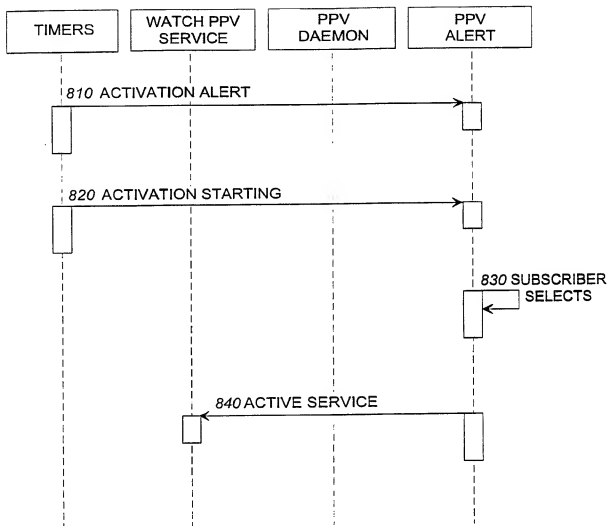 TIMERS
WATCH PPV
SERVICE
PPV
DAEMON
PPV
ALERT
810 ACTIVATION ALERT
820 ACTIVATION STARTING
830 SUBSCRIBER
SELECTS
840 ACTIVE SERVICE